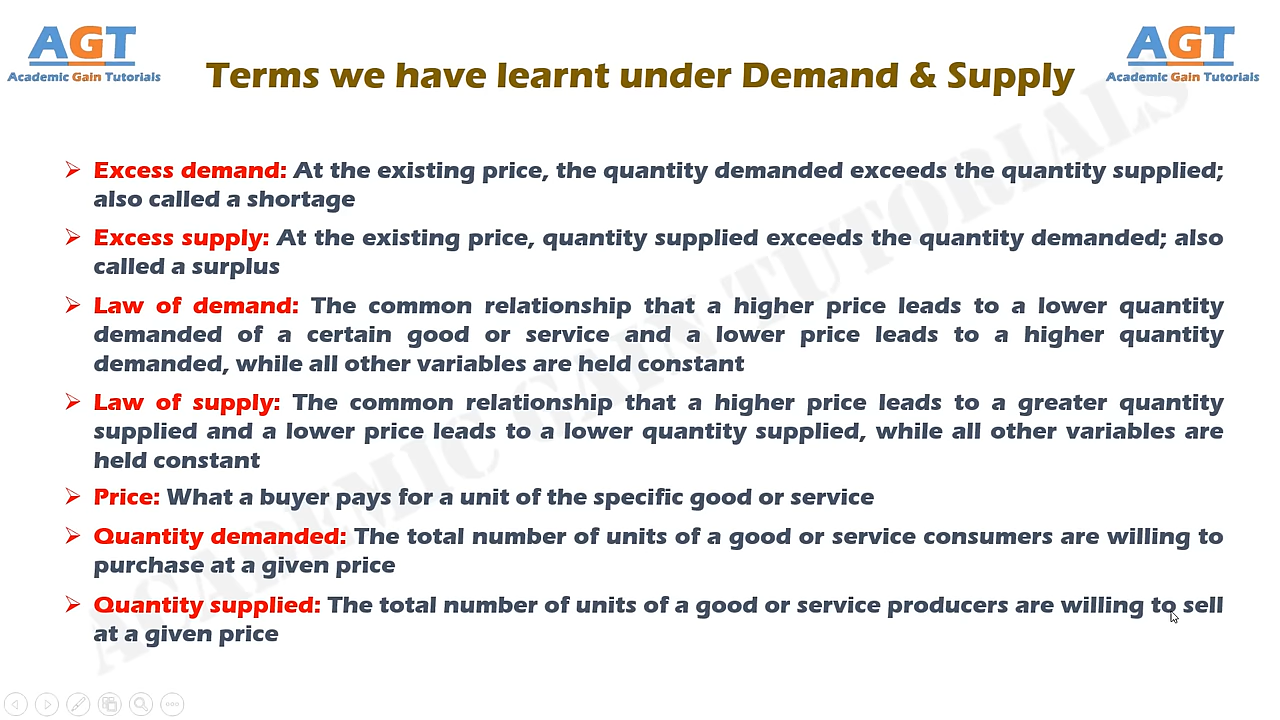 AGT
Academic Gain Tutorials
AGT
Academic Gain Tutorials
Terms we have learnt under Demand & Supply
Excess demand: At the existing price, the quantity demanded exceeds the quantity supplied;
also called a shortage
Excess supply: At the existing price, quantity supplied exceeds the quantity demanded; also
called a surplus
Law of demand: The common relationship that a higher price leads to a lower quantity
demanded of a certain good or service and a lower price leads to a higher quantity
demanded, while all other variables are held constant
Law of supply: The common relationship that a higher price leads to a greater quantity
supplied and a lower price leads to a lower quantity supplied, while all other variables are
held constant
Price: What a buyer pays for a unit of the specific good or service
Quantity demanded: The total number of units of a good or service consumers are willing to
purchase at a given price
Quantity supplied: The total number of units of a good or service producers are willing to sell
at a given price
ACADEMIC GAIN TUTORIALS